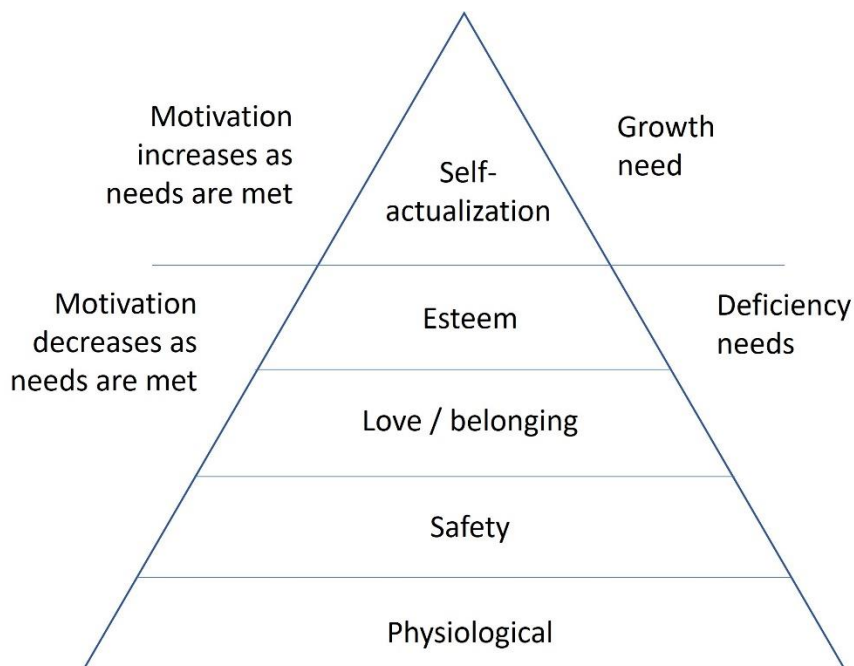 Motivation
increases as
needs are met
Growth
need
Self-
actualization
Motivation
decreases as
needs are met
Esteem
Deficiency
needs
Love / belonging
Safety
Physiological